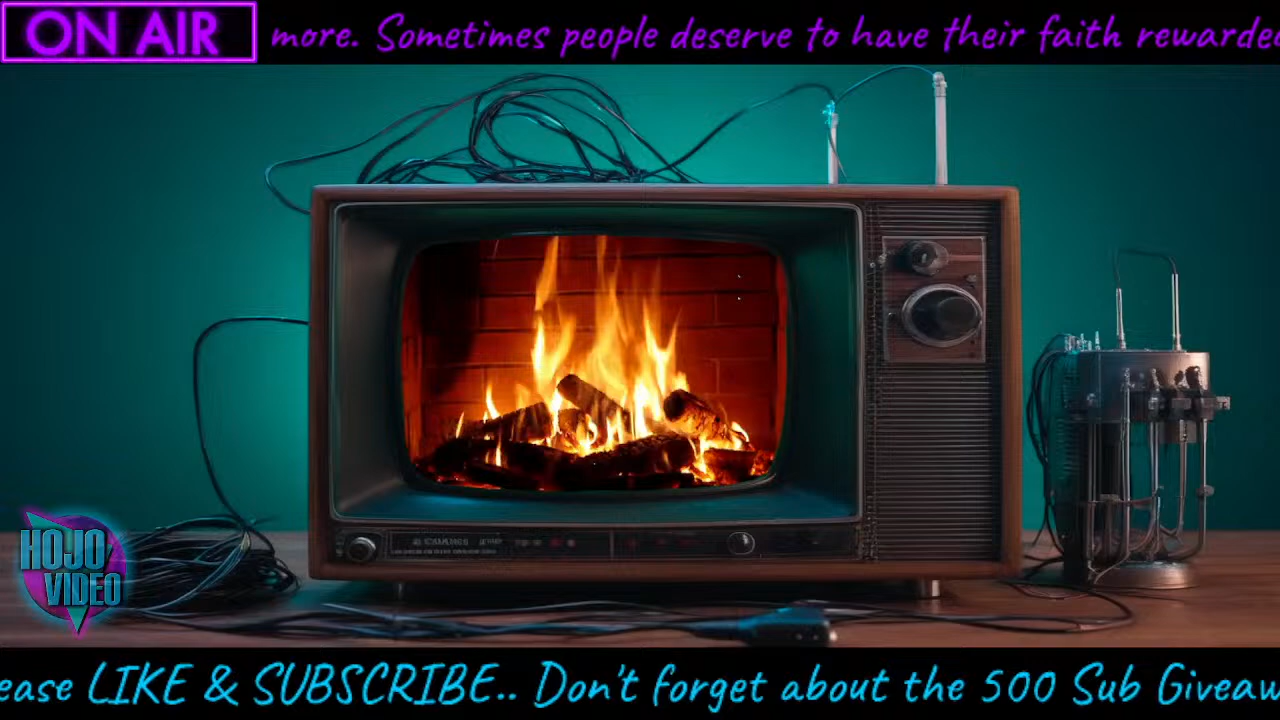 ON AIR
more. Sometimes people deserve to have their faith rewarded
ease LIKE & SUBSCRIBE.. Don't forget about the 500 Sub Giveaw
HOJO
VIDEO